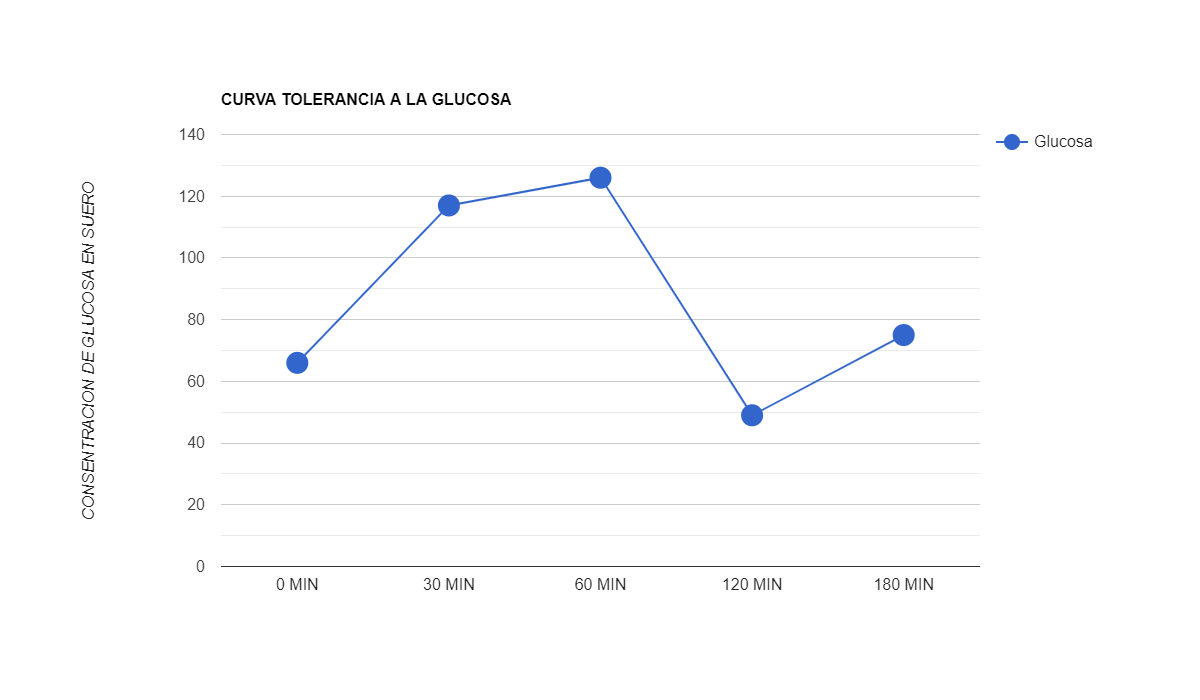 CURVA TOLERANCIA A LA GLUCOSA
Glucosa
CONSENTRACION DE GLUCOSA EN SUERO
140
120
100
80
60
40
20
0
0 MIN
30 MIN
60 MIN
120 MIN
180 MIN